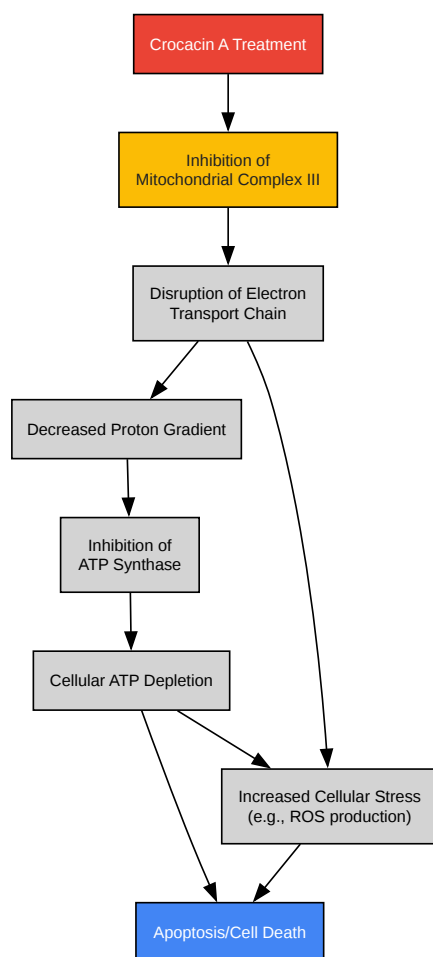 Crocacin A Treatment
Inhibition of
Mitochondrial Complex III
Disruption of Electron
Transport Chain
Decreased Proton Gradient
Inhibition of
ATP Synthase
Cellular ATP Depletion
Increased Cellular Stress
(e.g., ROS production)
Apoptosis/Cell Death